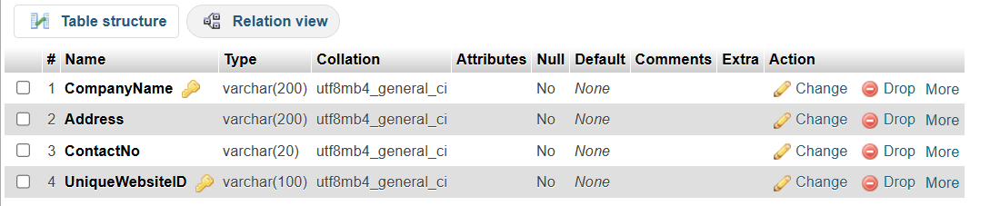 Table structure Relation view
# Name Type Collation Attributes Null Default Comments Extra Action
1 CompanyName varchar(200) utf8mb4_general_ci No None Change Drop More
2 Address varchar(200) utf8mb4_general_ci No None Change Drop More
3 ContactNo varchar(20) utf8mb4_general_ci No None Change Drop More
4 UniqueWebsiteID varchar(100) utf8mb4_general_ci No None Change Drop More